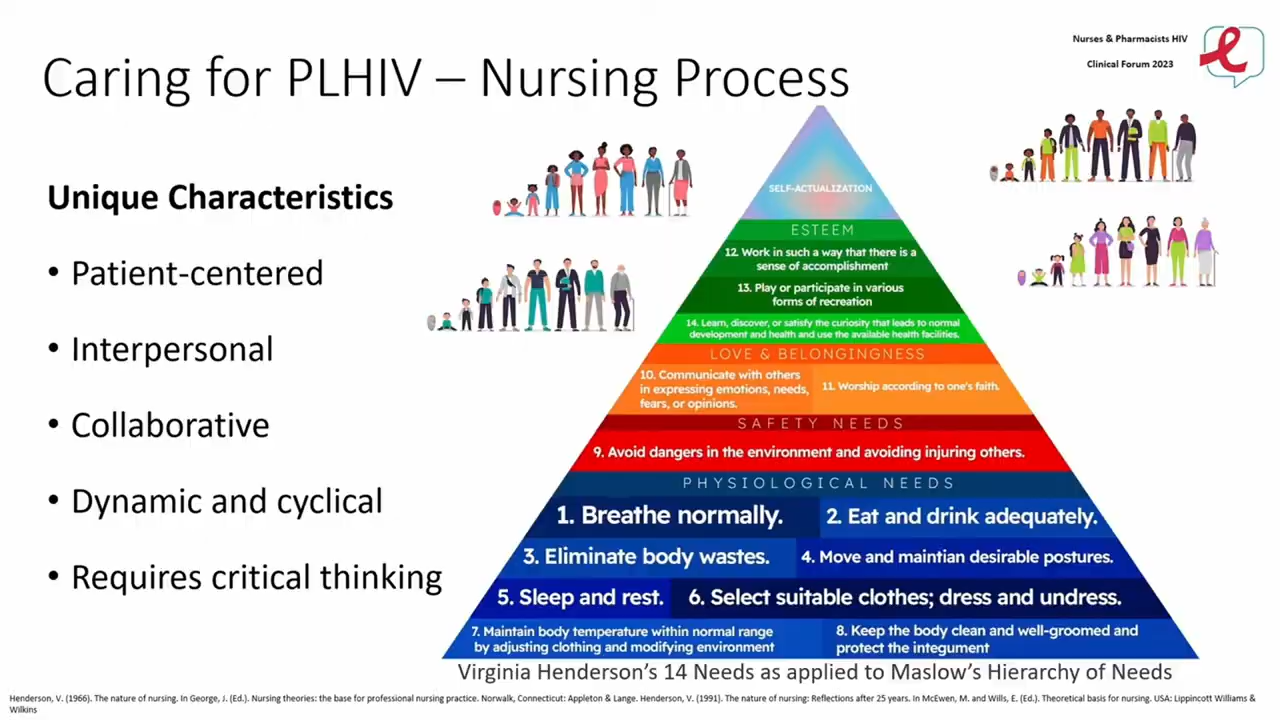 Nurses & Pharmacists HIV
Clinical Forum 2023
Caring for PLHIV – Nursing Process
Unique Characteristics
• Patient-centered
• Interpersonal
• Collaborative
• Dynamic and cyclical
• Requires critical thinking
SELF-ACTUALIZATION
ESTEEM
12. Work in such a way that there is a
sense of accomplishment
13. Play or participate in various
forms of recreation
14. Learn, discover, or satisfy the curiosity that leads to normal
development and health and use the available health facilities.
LOVE & BELONGINGNESS
10. Communicate with others
in expressing emotions, needs,
fears, or opinions.
11. Worship according to one's faith.
SAFETY NEEDS
9. Avoid dangers in the environment and avoiding injuring others.
PHYSIOLOGICAL NEEDS
1. Breathe normally.
2. Eat and drink adequately.
3. Eliminate body wastes.
4. Move and maintian desirable postures.
5. Sleep and rest.
6. Select suitable clothes; dress and undress.
7. Maintain body temperature within normal range
by adjusting clothing and modifying environment
8. Keep the body clean and well-groomed and
protect the integument
Virginia Henderson's 14 Needs as applied to Maslow's Hierarchy of Needs
Henderson, V. (1966). The nature of nursing. In George, J. (Ed.). Nursing theories: the base for professional nursing practice. Norwalk, Connecticut: Appleton & Lange. Henderson, V. (1991). The nature of nursing: Reflections after 25 years. In McEwen, M. and Wills, E. (Ed.). Theoretical basis for nursing. USA: Lippincott Williams &
Wilkins